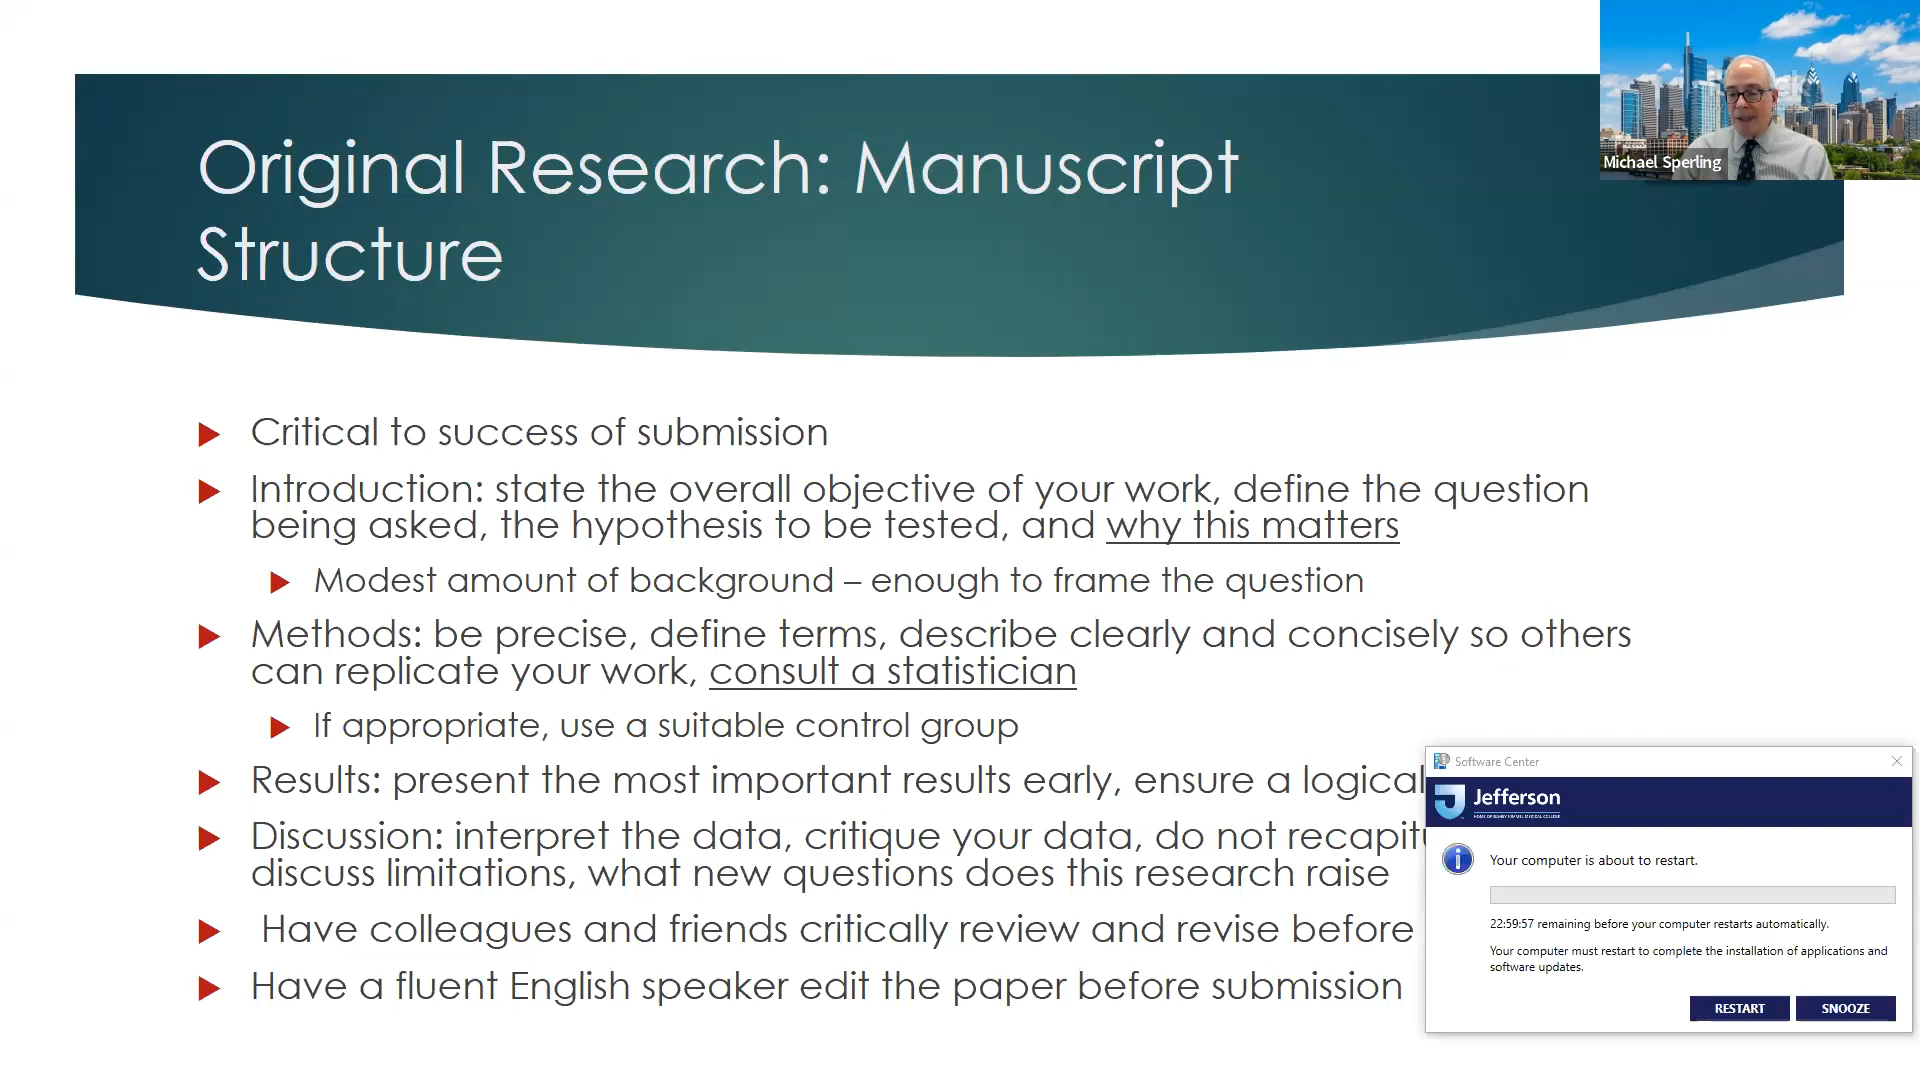 Original Research: Manuscript
Structure
Michael Sperling
Critical to success of submission
Introduction: state the overall objective of your work, define the question
being asked, the hypothesis to be tested, and why this matters
Modest amount of background – enough to frame the question
Methods: be precise, define terms, describe clearly and concisely so others
can replicate your work, consult a statistician
If appropriate, use a suitable control group
Results: present the most important results early, ensure a logical
Discussion: interpret the data, critique your data, do not
discuss limitations, what new questions does this research raise
Have colleagues and friends critically review and revise before
Have a fluent English speaker edit the paper before submission
Software Center
Jefferson
HOME OF SIDNEY KIMMEL MEDICAL COLLEGE
Your computer is about to restart.
22:59:57 remaining before your computer restarts automatically.
Your computer must restart to complete the installation of applications and
software updates.
RESTART
SNOOZE